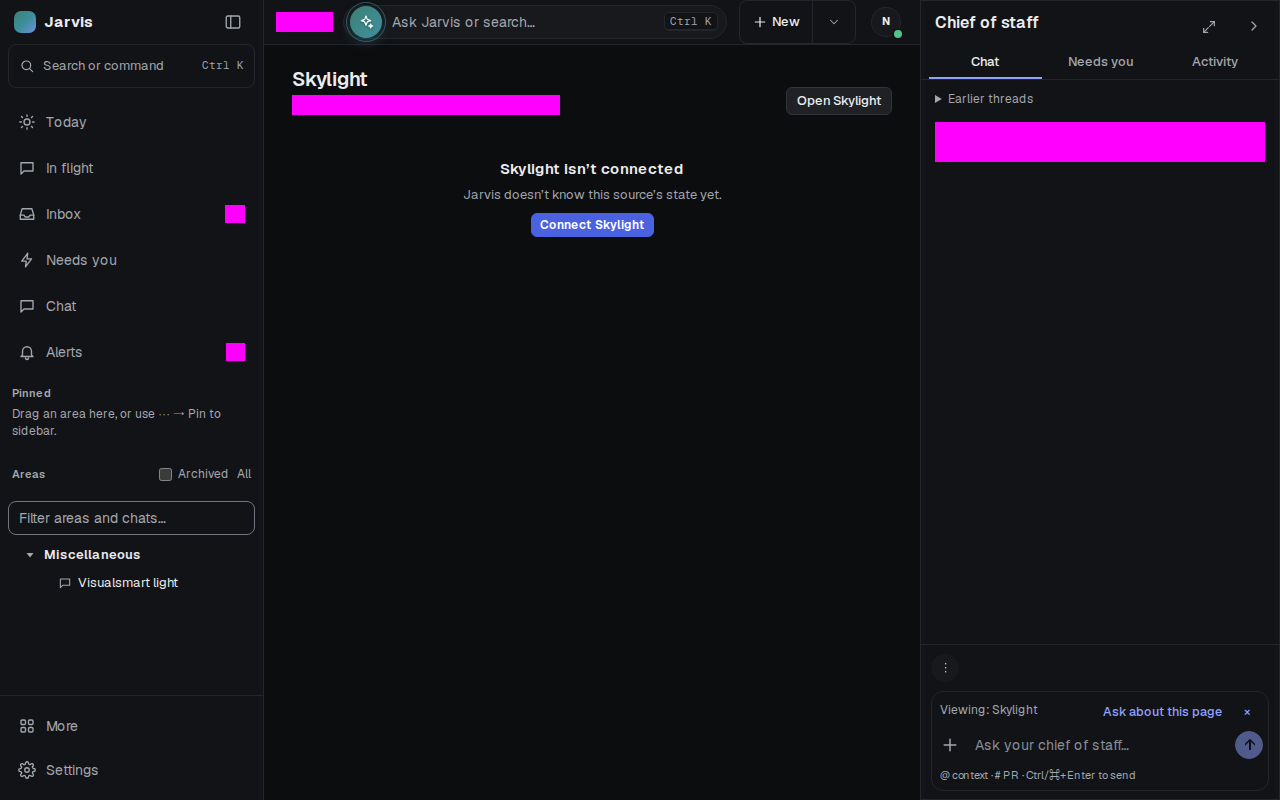 Jarvis
Search or command Ctrl K
Today
In flight
Inbox
Needs you
Chat
Alerts
Pinned
Drag an area here, or use ··· → Pin to
sidebar.
Areas Archived All
Filter areas and chats...
Miscellaneous
Visualsmart light
More
Settings
Ask Jarvis or search... Ctrl K
New
N
Skylight
Open Skylight
Skylight isn't connected
Jarvis doesn't know this source's state yet.
Connect Skylight
Chief of staff
Chat Needs you Activity
Earlier threads
Viewing: Skylight Ask about this page ×
Ask your chief of staff...
@ context · # PR · Ctrl/⌘+Enter to send